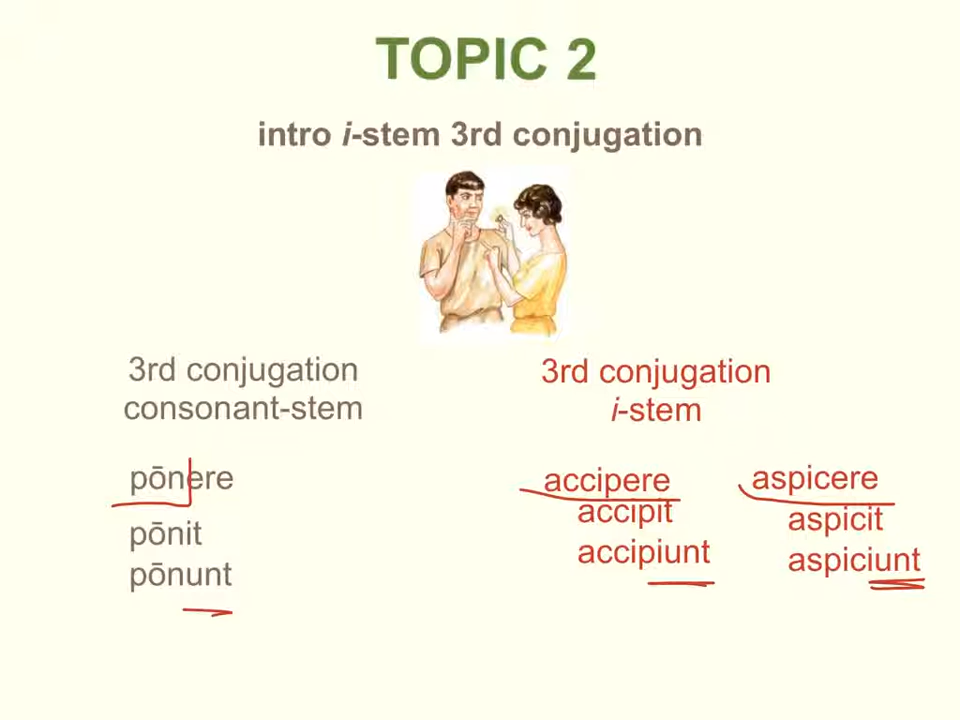 TOPIC 2
intro i-stem 3rd conjugation
3rd conjugation
consonant-stem
pōnere
pōnit
pōnunt
3rd conjugation
i-stem
accipere
accipit
accipiunt
aspicere
aspicit
aspiciunt